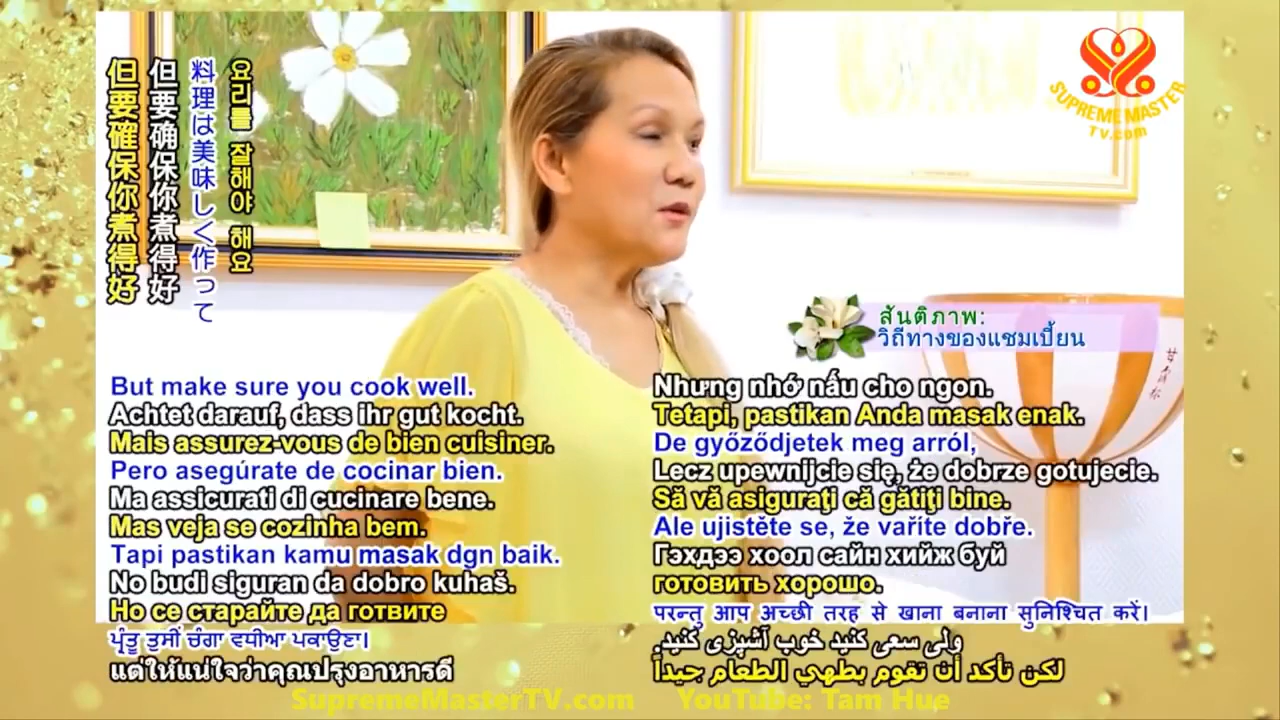 但要確保你煮得好
但要确保你煮得好
料理は美味しく作って
요리를 잘해야 해요
SUPREME MASTER
TV.com
สันติภาพ:
วิถีทางของแชมเปี้ยน
But make sure you cook well.
Achtet darauf, dass ihr gut kocht.
Mais assurez-vous de bien cuisiner.
Pero asegúrate de cocinar bien.
Ma assicurati di cucinare bene.
Mas veja se cozinha bem.
Tapi pastikan kamu masak dgn baik.
No budi siguran da dobro kuhaš.
Но се старайте да готвите
ਪ੍ਰੰਤੂ ਤੁਸੀਂ ਚੰਗਾ ਵਧੀਆ ਪਕਾਉਣਾ।
แต่ให้แน่ใจว่าคุณปรุงอาหารดี
Nhưng nhớ nấu cho ngon.
Tetapi, pastikan Anda masak enak.
De győződjetek meg arról,
Lecz upewnijcie się, że dobrze gotujecie.
Să vă asiguraţi că gătiţi bine.
Ale ujistěte se, že vaříte dobře.
Гэхдээ хоол сайн хийж буй
готовить хорошо.
परन्तु आप अच्छी तरह से खाना बनाना सुनिश्चित करें।
ولی سعی کنید خوب آشپزی کنید.
لكن تأكد أن تقوم بطهي الطعام جيداً
SupremeMasterTV.com YouTube: Tam Hue